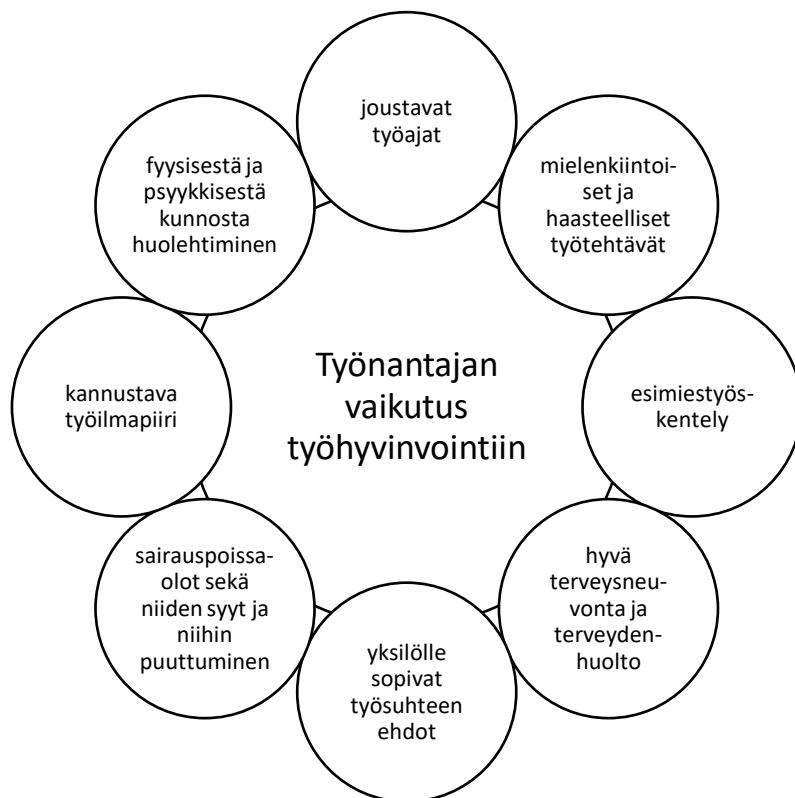 joustavat
työajat
mielenkiintoi-
set ja
haasteelliset
työtehtävät
esimiestyös-
kentely
hyvä
terveysneu-
vonta ja
terveyden-
huolto
yksilölle
sopivat
työsuhteen
ehdot
sairauspoissa-
olot sekä
niiden syyt ja
niihin
puuttuminen
kannustava
työilmapiiri
fyysisestä ja
psyykkisestä
kunnosta
huolehtiminen
Työnantajan
vaikutus
työhyvinvointiin